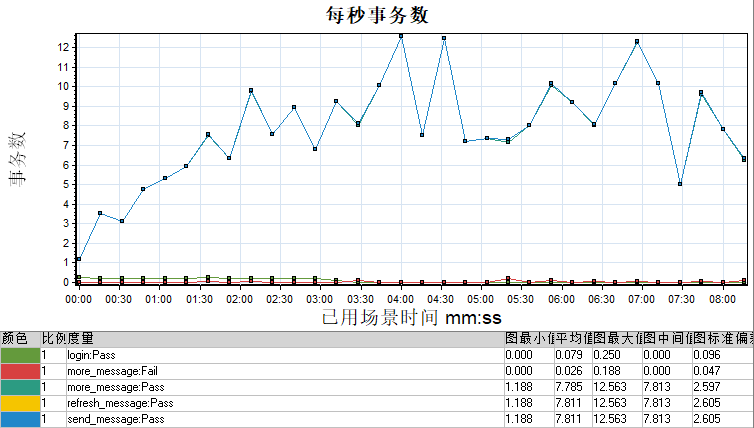 每秒事务数
12
11
10
9
8
7
6
5
4
3
2
1
0
事务数
00:00 00:30 01:00 01:30 02:00 02:30 03:00 03:30 04:00 04:30 05:00 05:30 06:00 06:30 07:00 07:30 08:00
已用场景时间 mm:ss
颜色 比例 度量 图最小值 平均值 图最大值 图中间值 图标准偏差
1 login:Pass 0.000 0.079 0.250 0.000 0.096
1 more_message:Fail 0.000 0.026 0.188 0.000 0.047
1 more_message:Pass 1.188 7.785 12.563 7.813 2.597
1 refresh_message:Pass 1.188 7.811 12.563 7.813 2.605
1 send_message:Pass 1.188 7.811 12.563 7.813 2.605